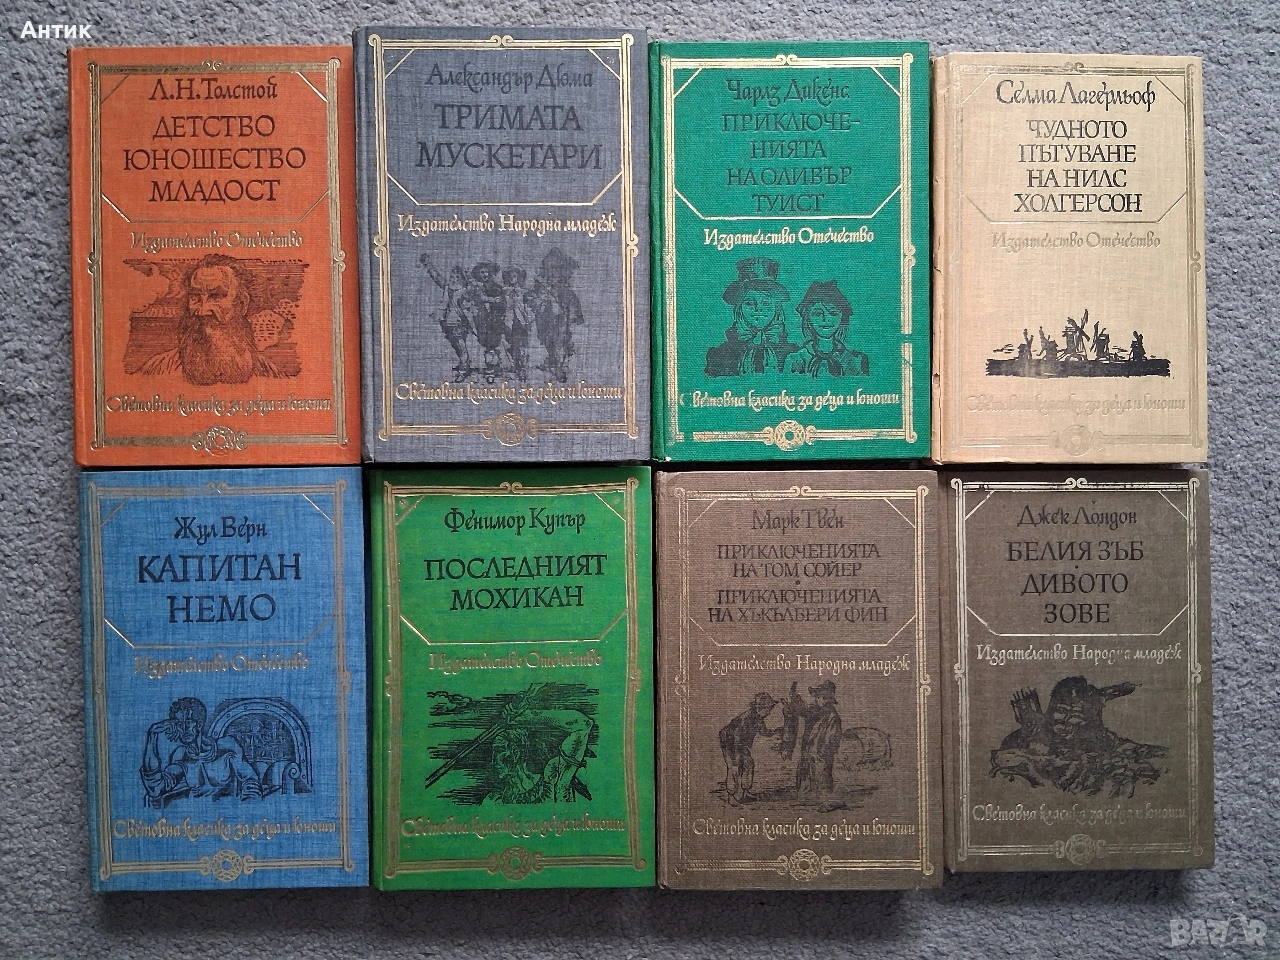 Антик
Л.Н.Толстой
ДЕТСТВО
ЮНОШЕСТВО
МЛАДОСТ
Издателство Отечество
Световна класика за деца и юноши
Александър Дюма
ТРИМАТА
МУСКЕТАРИ
Издателство Народна младеж
Световна класика за деца и юноши
Чарлз Дикенс
ПРИКЛЮЧЕ-
НИЯТА
НА ОЛИВЪР
ТУИСТ
Издателство Отечество
Световна класика за деца и юноши
Селма Лагерльоф
ЧУДНОТО
ПЪТУВАНЕ
НА НИЛС
ХОЛГЕРСОН
Издателство Отечество
Световна класика за деца и юноши
Жул Верн
КАПИТАН
НЕМО
Издателство Отечество
Световна класика за деца и юноши
Фенимор Купър
ПОСЛЕДНИЯТ
МОХИКАН
Издателство Отечество
Световна класика за деца и юноши
Марк Твен
ПРИКЛЮЧЕНИЯТА
НА ТОМ СОЙЕР
ПРИКЛЮЧЕНИЯТА
НА ХЪКЪЛБЕРИ ФИН
Издателство Народна младеж
Световна класика за деца и юноши
Джек Лондон
БЕЛИЯ ЗЪБ
ДИВОТО
ЗОВЕ
Издателство Народна младеж
Световна класика за деца и юноши
BAZAR